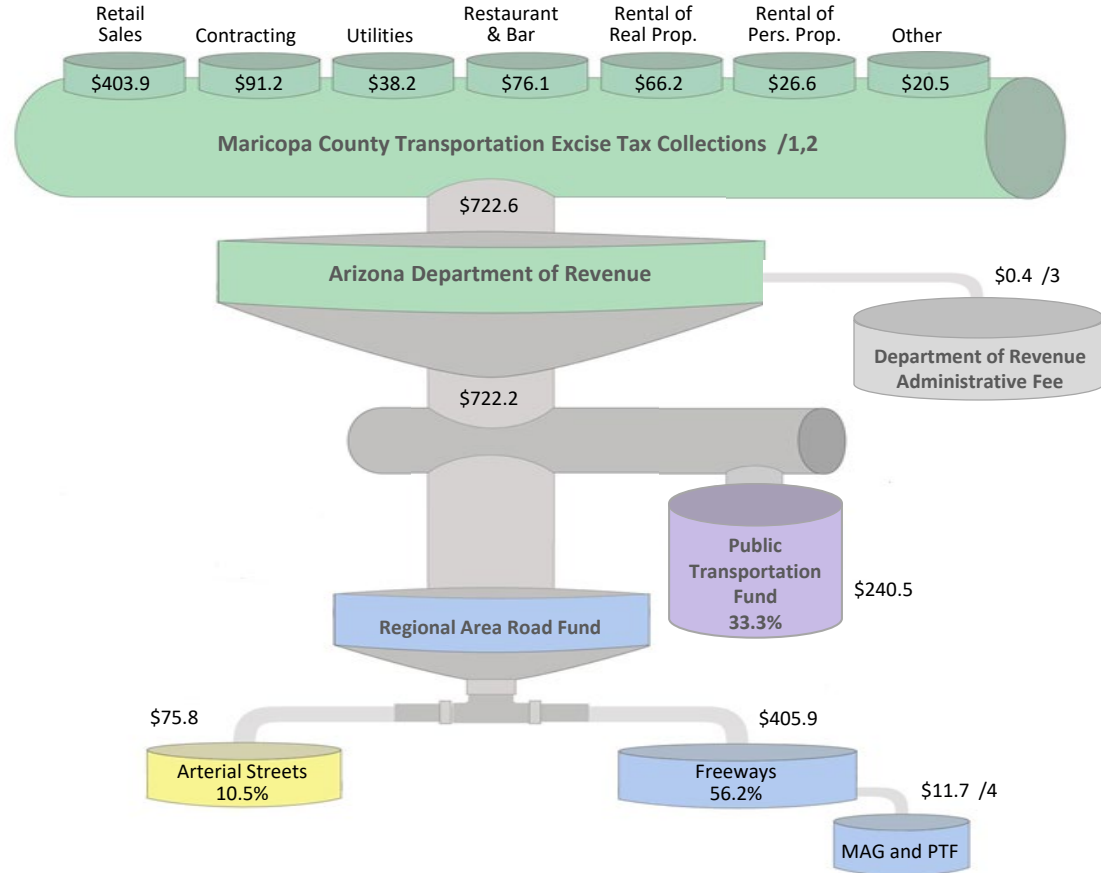 Retail
Sales
Contracting
Utilities
Restaurant
& Bar
Rental of
Real Prop.
Rental of
Pers. Prop.
Other
$403.9
$91.2
$38.2
$76.1
$66.2
$26.6
$20.5
Maricopa County Transportation Excise Tax Collections /1,2
$722.6
Arizona Department of Revenue
$0.4 /3
Department of Revenue
Administrative Fee
$722.2
Public
Transportation
Fund
33.3%
$240.5
Regional Area Road Fund
$75.8
$405.9
Arterial Streets
10.5%
Freeways
56.2%
$11.7 /4
MAG and PTF